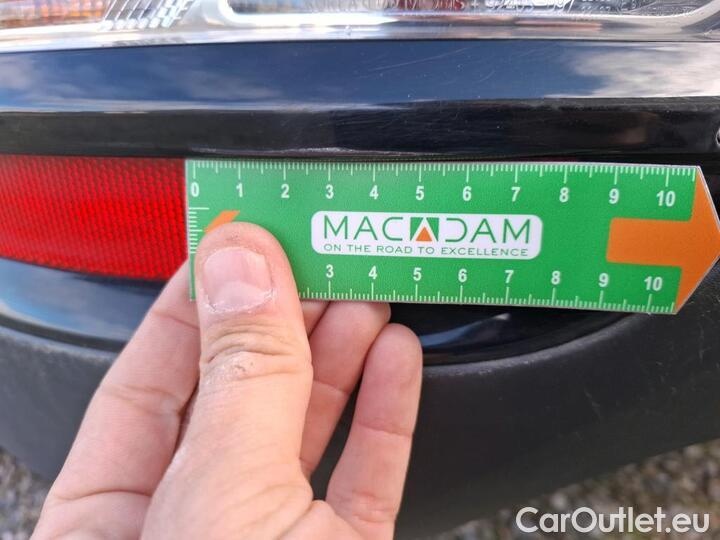 0 1 2 3 4 5 6 7 8 9 10
MACADAM
ON THE ROAD TO EXCELLENCE
3 4 5 6 7 8 9 10
CarOutlet.eu